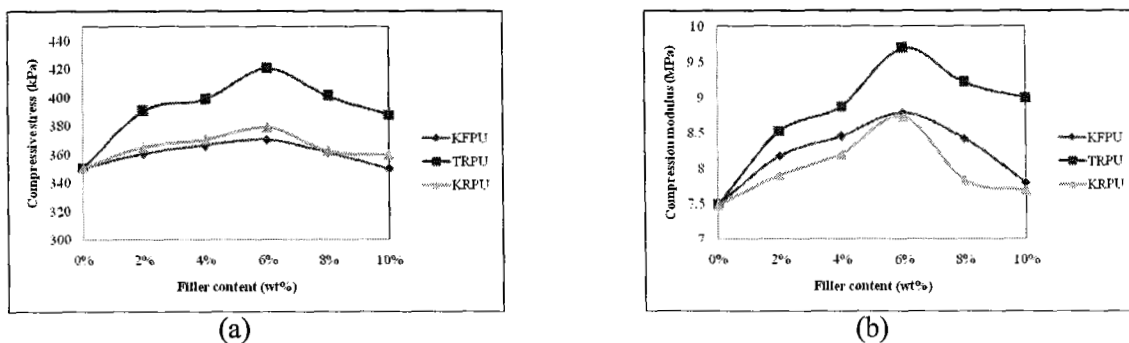 Compressive stress (kPa)
440
420
400
380
360
340
320
300
0% 2% 4% 6% 8% 10%
Filler content (wt%)
KFPU
TRPU
KRPU
(a)
Compression modulus (MPa)
10
9.5
9
8.5
8
7.5
7
0% 2% 4% 6% 8% 10%
Filler content (wt%)
KFPU
TRPU
KRPU
(b)